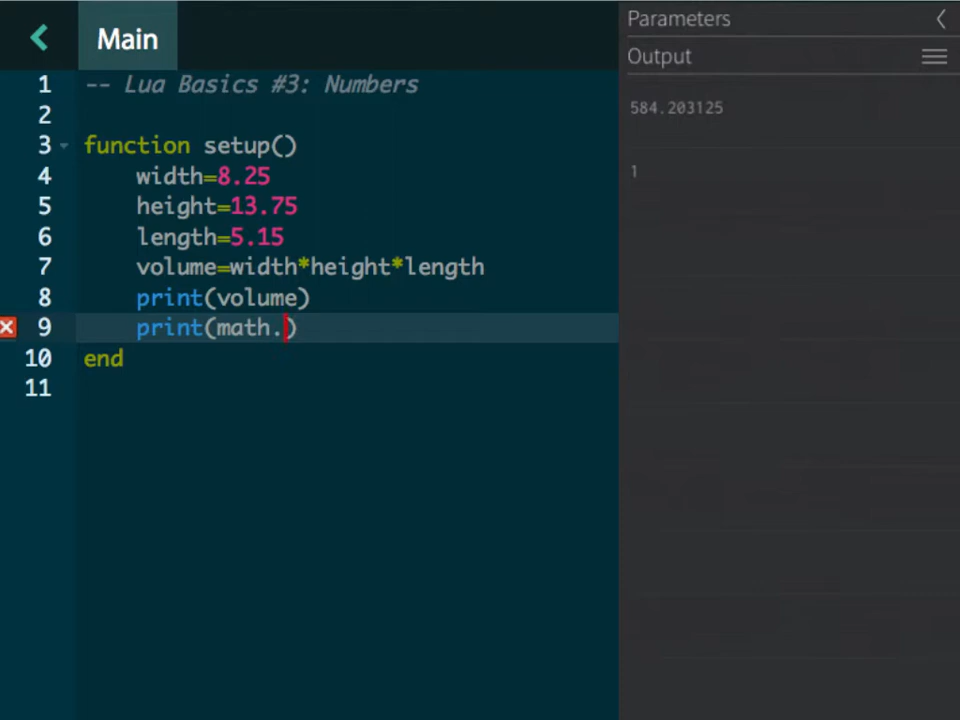 Main
1 -- Lua Basics #3: Numbers
2
3 function setup()
4 width=8.25
5 height=13.75
6 length=5.15
7 volume=width*height*length
8 print(volume)
9 print(math.)
10 end
11
Parameters
Output
584.203125
1